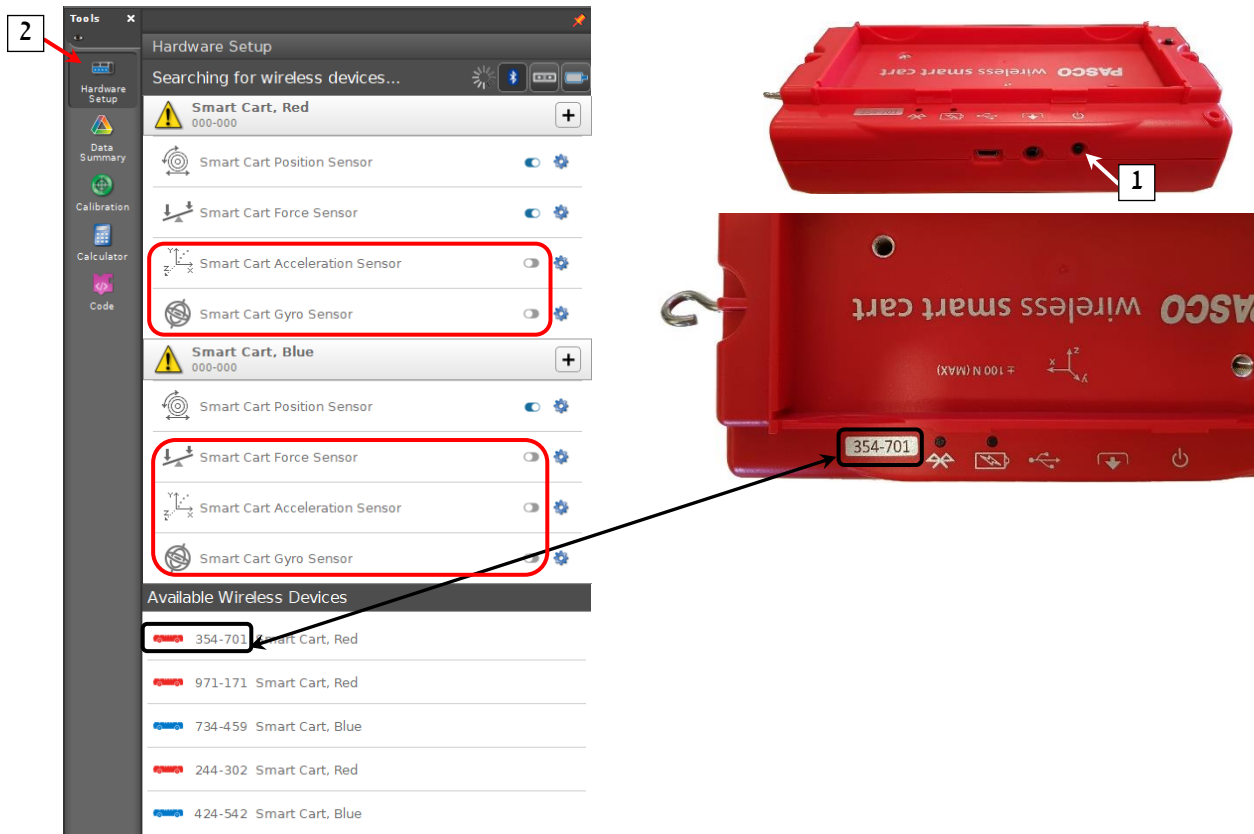 2
Tools ×
Hardware Setup
Data Summary
Calibration
Calculator
Code
Hardware Setup
Searching for wireless devices...
Smart Cart, Red
000-000
Smart Cart Position Sensor
Smart Cart Force Sensor
Y Z X
Smart Cart Acceleration Sensor
Smart Cart Gyro Sensor
Smart Cart, Blue
000-000
Smart Cart Position Sensor
Smart Cart Force Sensor
Y Z X
Smart Cart Acceleration Sensor
Smart Cart Gyro Sensor
Available Wireless Devices
354-701 Smart Cart, Red
971-171 Smart Cart, Red
734-459 Smart Cart, Blue
244-302 Smart Cart, Red
424-542 Smart Cart, Blue
PASCO wireless smart cart
1
PASCO wireless smart cart
± 100 N (MAX)
x z y
354-701